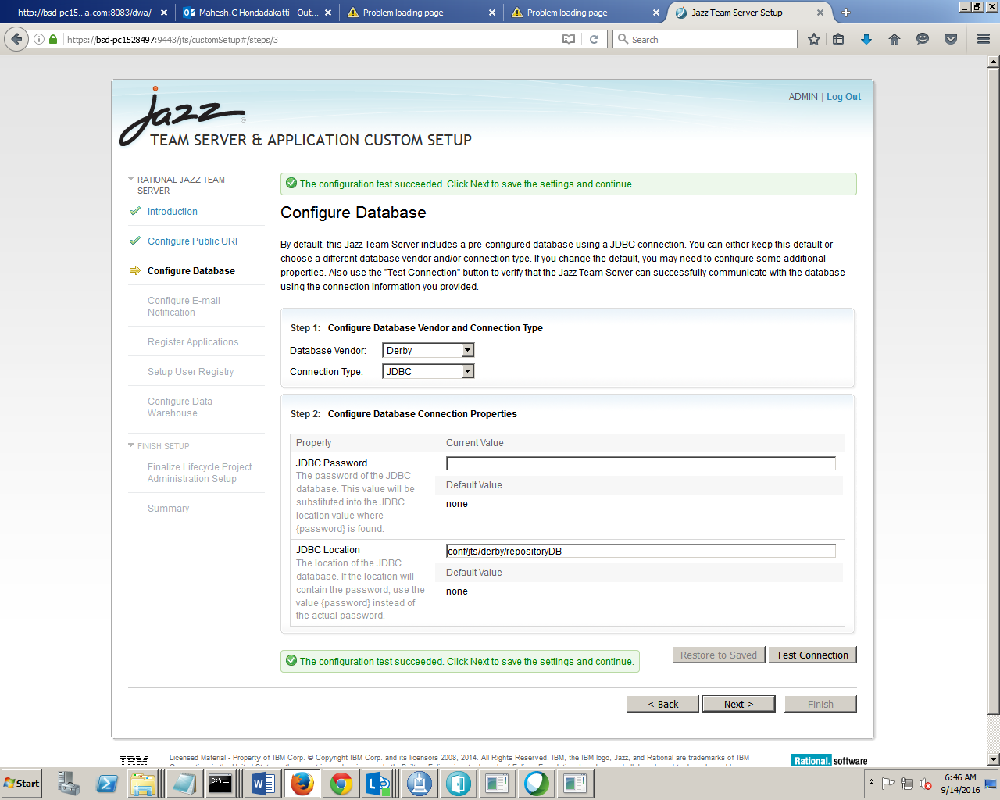 http://bsd-pc15...a.com:8083/dwa/
Mahesh.C Hondadakatti - Out...
Problem loading page
Problem loading page
Jazz Team Server Setup
https://bsd-pc1528497:9443/jts/customSetup#/steps/3
Search
ADMIN | Log Out
jazz
TEAM SERVER & APPLICATION CUSTOM SETUP
RATIONAL JAZZ TEAM
SERVER
Introduction
Configure Public URI
Configure Database
Configure E-mail
Notification
Register Applications
Setup User Registry
Configure Data
Warehouse
FINISH SETUP
Finalize Lifecycle Project
Administration Setup
Summary
The configuration test succeeded. Click Next to save the settings and continue.
Configure Database
By default, this Jazz Team Server includes a pre-configured database using a JDBC connection. You can either keep this default or
choose a different database vendor and/or connection type. If you change the default, you may need to configure some additional
properties. Also use the "Test Connection" button to verify that the Jazz Team Server can successfully communicate with the database
using the connection information you provided.
Step 1: Configure Database Vendor and Connection Type
Database Vendor: Derby
Connection Type: JDBC
Step 2: Configure Database Connection Properties
Property Current Value
JDBC Password
The password of the JDBC
database. This value will be
substituted into the JDBC
location value where
{password} is found.
Default Value
none
JDBC Location
The location of the JDBC
database. If the location will
contain the password, use the
value {password} instead of
the actual password.
conf/jts/derby/repositoryDB
Default Value
none
The configuration test succeeded. Click Next to save the settings and continue.
Restore to Saved Test Connection
< Back Next > Finish
IBM
Licensed Material - Property of IBM Corp. © Copyright IBM Corp. and its licensors 2008, 2014. All Rights Reserved. IBM, the IBM logo, Jazz, and Rational are trademarks of IBM
Rational. software
Start
6:46 AM
9/14/2016